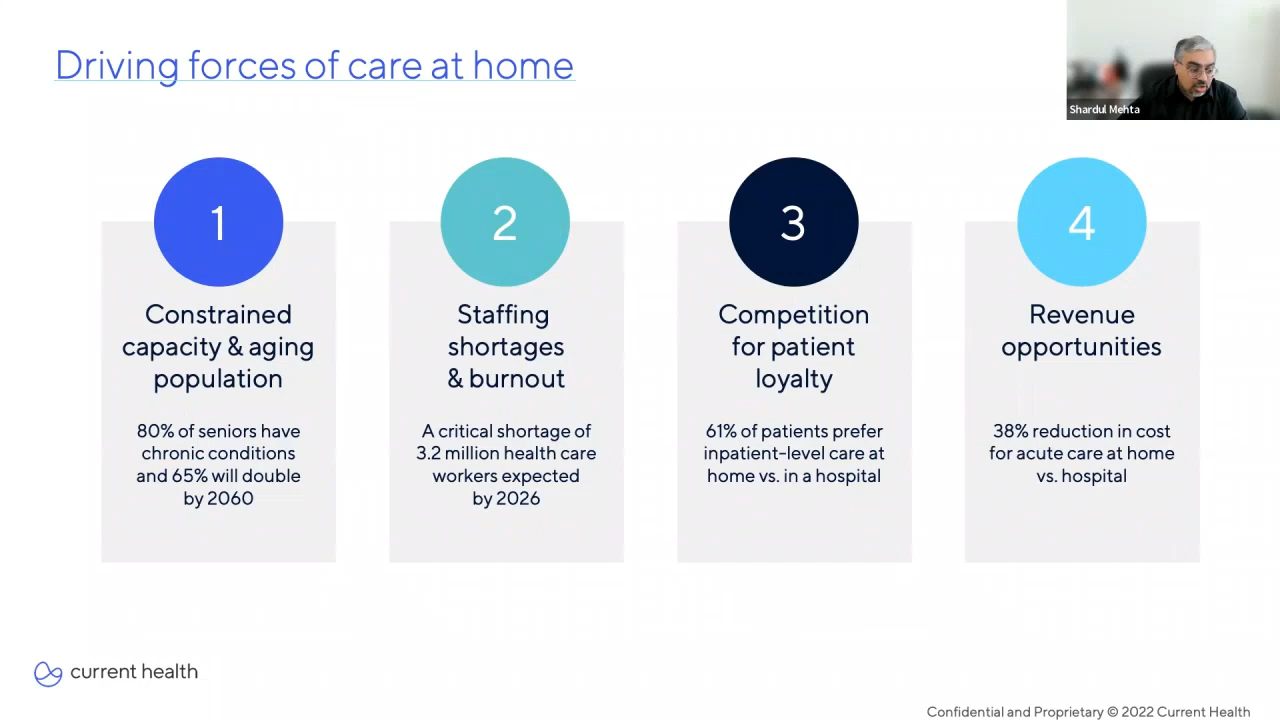 Driving forces of care at home
Shardul Mehta
1
Constrained
capacity & aging
population
80% of seniors have
chronic conditions
and 65% will double
by 2060
2
Staffing
shortages
& burnout
A critical shortage of
3.2 million health care
workers expected
by 2026
3
Competition
for patient
loyalty
61% of patients prefer
inpatient-level care at
home vs. in a hospital
4
Revenue
opportunities
38% reduction in cost
for acute care at home
vs. hospital
current health
Confidential and Proprietary © 2022 Current Health